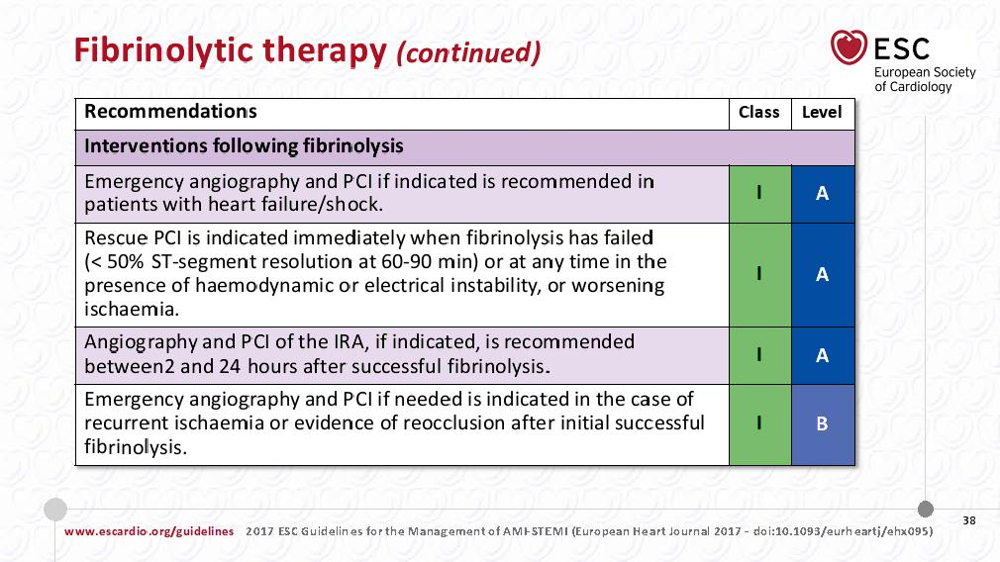 Fibrinolytic therapy (continued)
ESC
European Society
of Cardiology
Recommendations Class Level
Interventions following fibrinolysis
Emergency angiography and PCI if indicated is recommended in
patients with heart failure/shock.
I A
Rescue PCI is indicated immediately when fibrinolysis has failed
(< 50% ST-segment resolution at 60-90 min) or at any time in the
presence of haemodynamic or electrical instability, or worsening
ischaemia.
I A
Angiography and PCI of the IRA, if indicated, is recommended
between2 and 24 hours after successful fibrinolysis.
I A
Emergency angiography and PCI if needed is indicated in the case of
recurrent ischaemia or evidence of reocclusion after initial successful
fibrinolysis.
I B
38
www.escardio.org/guidelines 2017 ESC Guidelines for the Management of AMI-STEMI (European Heart Journal 2017 - doi:10.1093/eurheartj/ehx095)